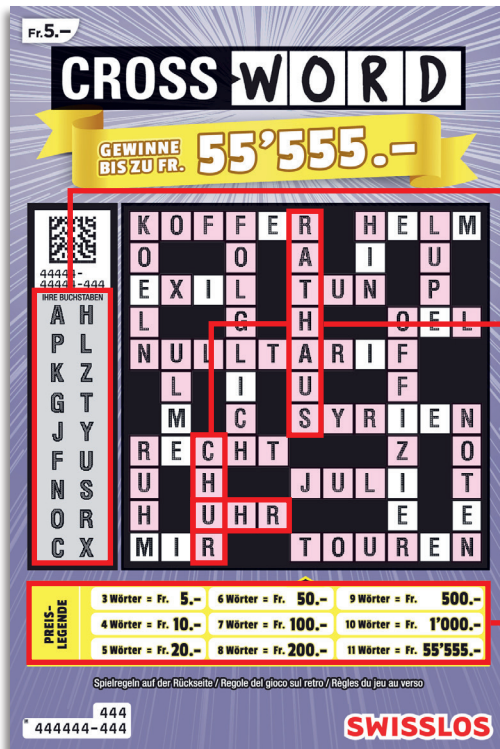 Fr. 5.–
CROSSWORD
GEWINNE BIS ZU FR. 55'555.–
44444-
44444-444
IHRE BUCHSTABEN
A H
P L
K Z
G T
J Y
F U
N S
O R
C X
K O F F E R H E L M
O O A I U
E X I L T U N P
L G H O E L
N U L L T A R I F
L I U F
M C S Y R I E N
R E C H T Z O
U H J U L I T
H U H R E E
M I R T O U R E N
PREIS-
LEGENDE
3 Wörter = Fr. 5.– 6 Wörter = Fr. 50.– 9 Wörter = Fr. 500.–
4 Wörter = Fr. 10.– 7 Wörter = Fr. 100.– 10 Wörter = Fr. 1'000.–
5 Wörter = Fr. 20.– 8 Wörter = Fr. 200.– 11 Wörter = Fr. 55'555.–
Spielregeln auf der Rückseite / Regole del gioco sul retro / Règles du jeu au verso
444
444444-444
SWISSLOS